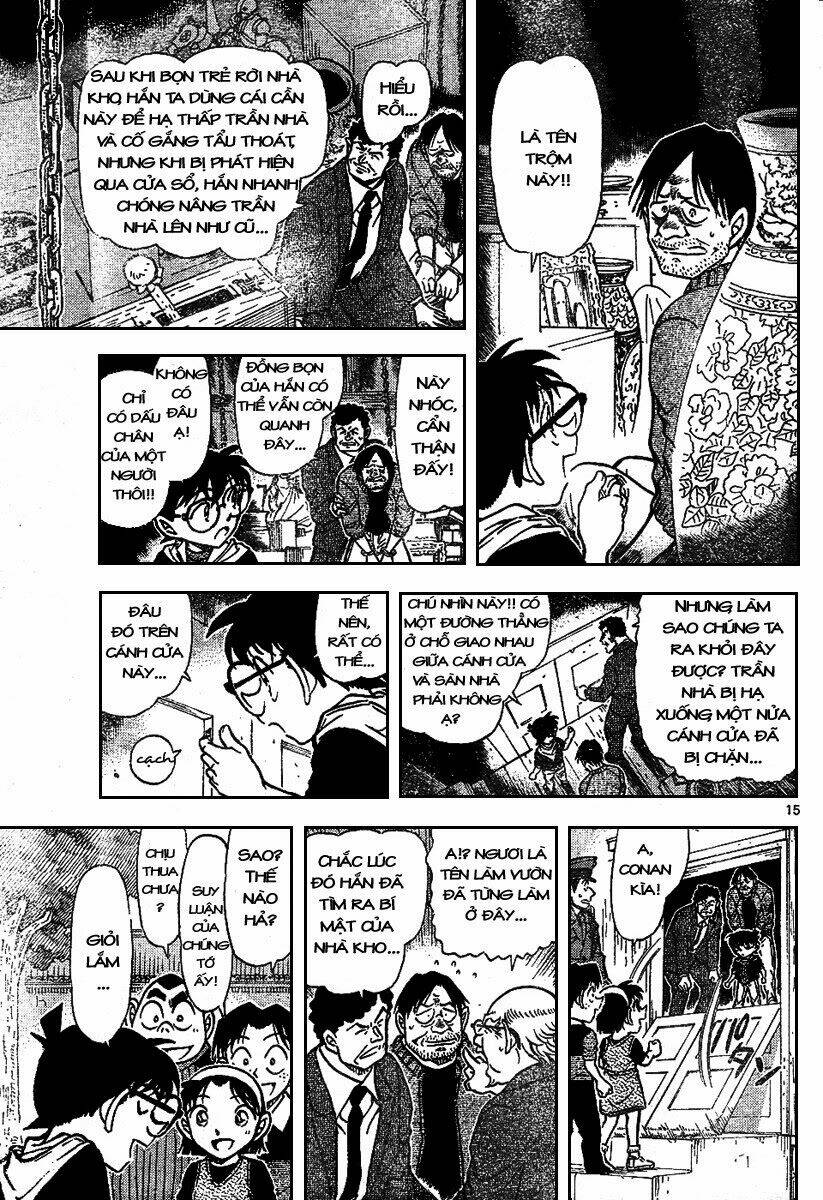 LÀ TÊN
TRỘM
NÀY!!
HIỂU
RỒI...
SAU KHI BỌN TRẺ RỜI NHÀ
KHO, HẮN TA DÙNG CÁI CẦN
NÀY ĐỂ HẠ THẤP TRẦN NHÀ
VÀ CỐ GẮNG TẨU THOÁT,
NHƯNG KHI BỊ PHÁT HIỆN
QUA CỬA SỔ, HẮN NHANH
CHÓNG NÂNG TRẦN
NHÀ LÊN NHƯ CŨ...
NÀY
NHÓC,
CẨN
THẬN
ĐẤY!
ĐỒNG BỌN
CỦA HẮN CÓ
THỂ VẪN CÒN
QUANH
ĐÂY...
KHÔNG
CÓ
ĐÂU
Ạ!
CHỈ
CÓ DẤU
CHÂN
CỦA MỘT
NGƯỜI
THÔI!!
NHƯNG, LÀM
SAO CHÚNG TA
RA KHỎI ĐÂY
ĐƯỢC? TRẦN
NHÀ BỊ HẠ
XUỐNG, MỘT NỬA
CÁNH CỬA ĐÃ
BỊ CHẶN...
CHÚ NHÌN NÀY!! CÓ
MỘT ĐƯỜNG THẲNG
Ở CHỖ GIAO NHAU
GIỮA CÁNH CỬA
VÀ SÀN NHÀ
PHẢI KHÔNG
Ạ?
THẾ
NÊN,
RẤT CÓ
THỂ...
ĐÂU
ĐÓ TRÊN
CÁNH CỬA
NÀY...
CẠCH
15
A,
CONAN
KÌA!
A!? NGƯƠI LÀ
TÊN LÀM VƯỜN
ĐÃ TỪNG LÀM
Ở ĐÂY...
CHẮC LÚC
ĐÓ HẮN ĐÃ
TÌM RA BÍ
MẬT CỦA
NHÀ KHO...
SAO?
THẾ
NÀO
HẢ?
SUY
LUẬN CỦA
CHÚNG
TỚ
ẤY!
CHỊU
THUA
CHƯA
?
GIỎI
LẮM
...